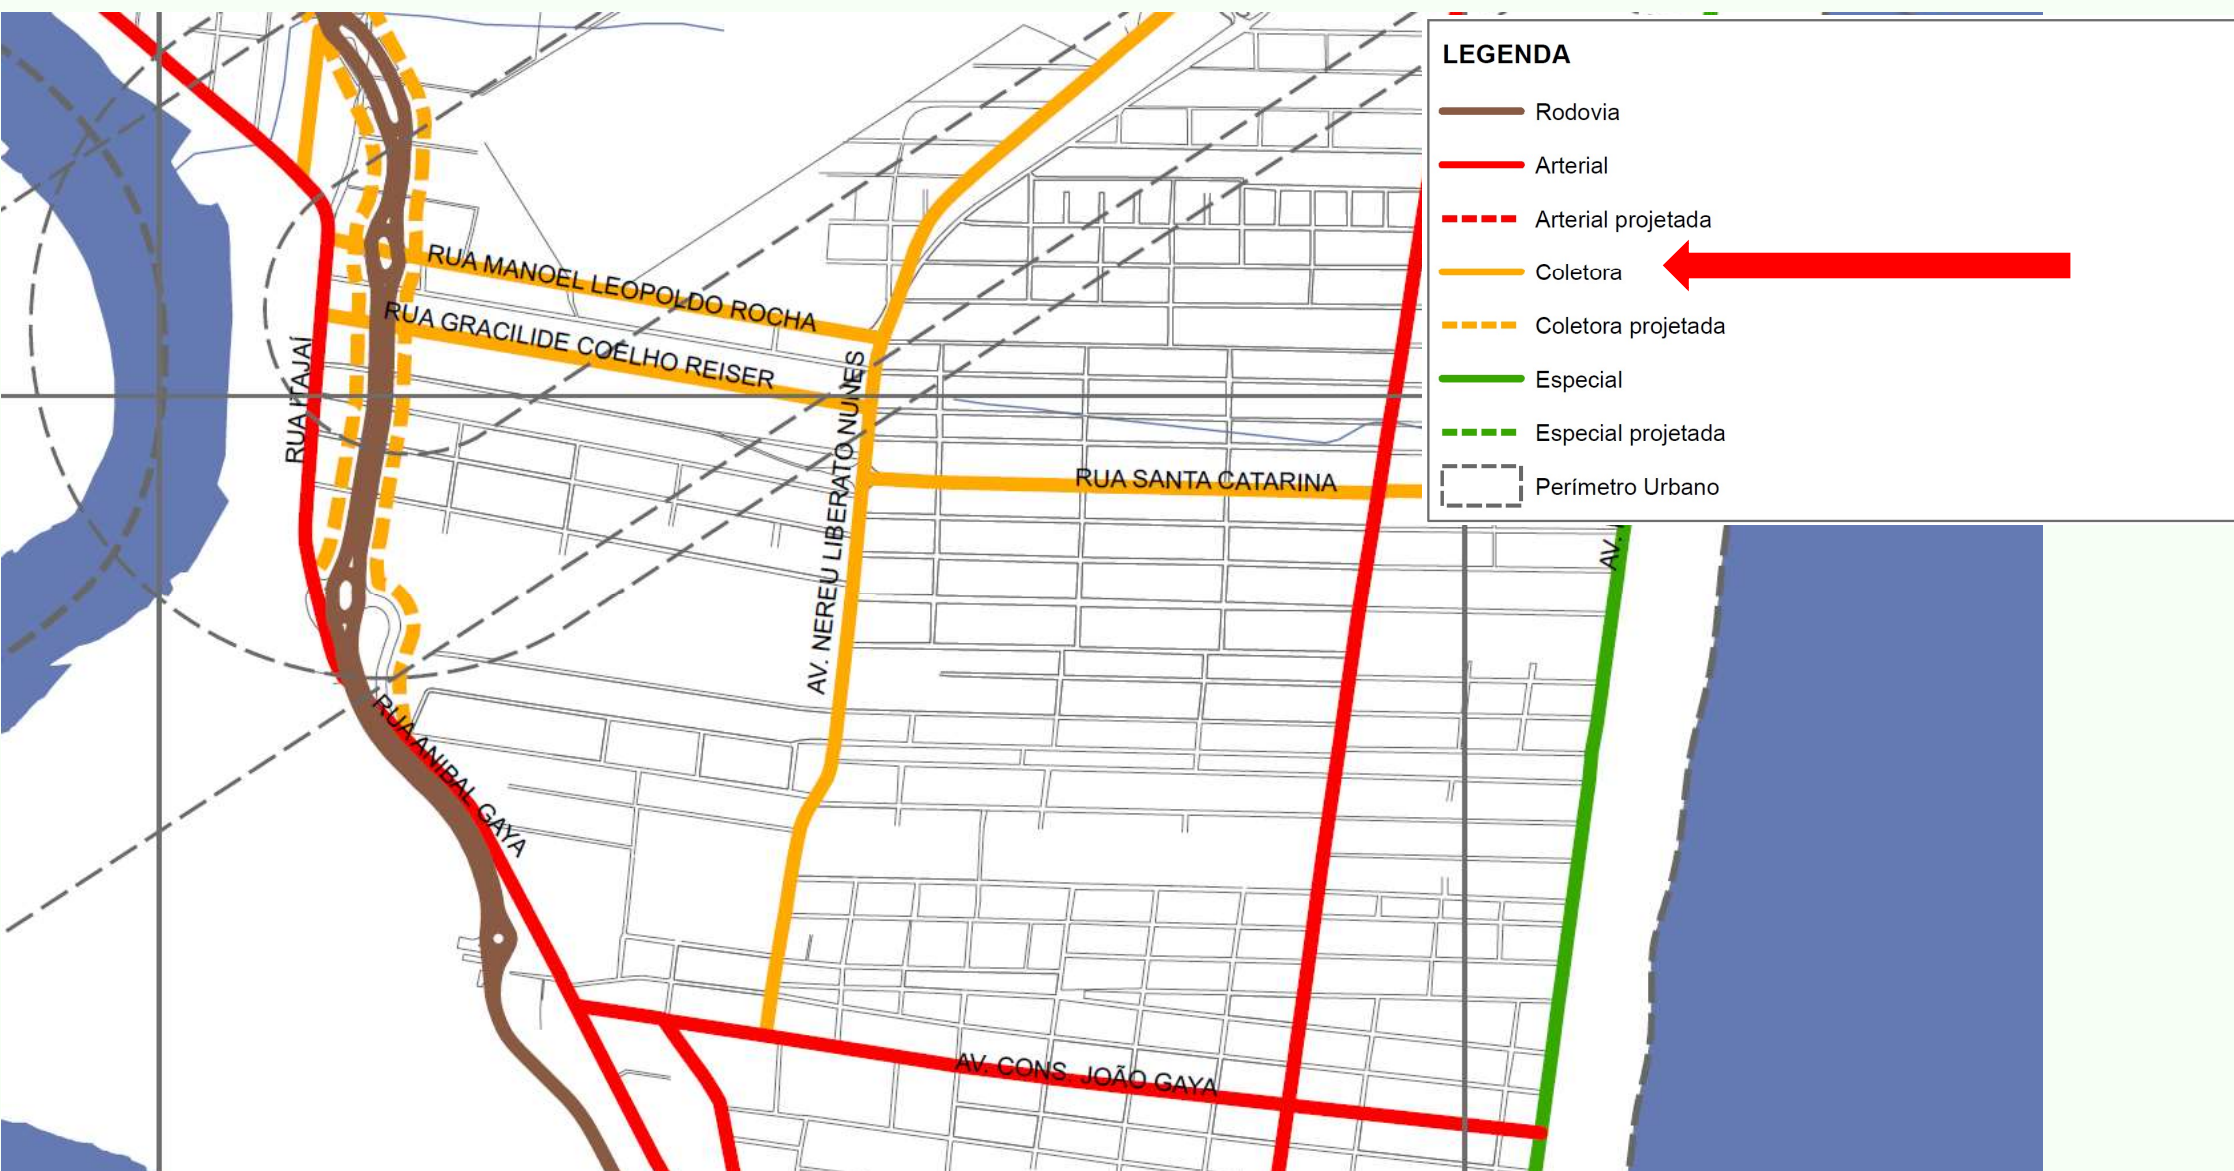 LEGENDA
Rodovia
Arterial
Arterial projetada
Coletora
Coletora projetada
Especial
Especial projetada
Perímetro Urbano
RUA MANOEL LEOPOLDO ROCHA
RUA GRACILIDE COELHO REISER
RUA ITAJAÍ
AV. NEREU LIBERATO NUNES
RUA SANTA CATARINA
AV.
RUA ANIBAL GAYA
AV. CONS. JOÃO GAYA